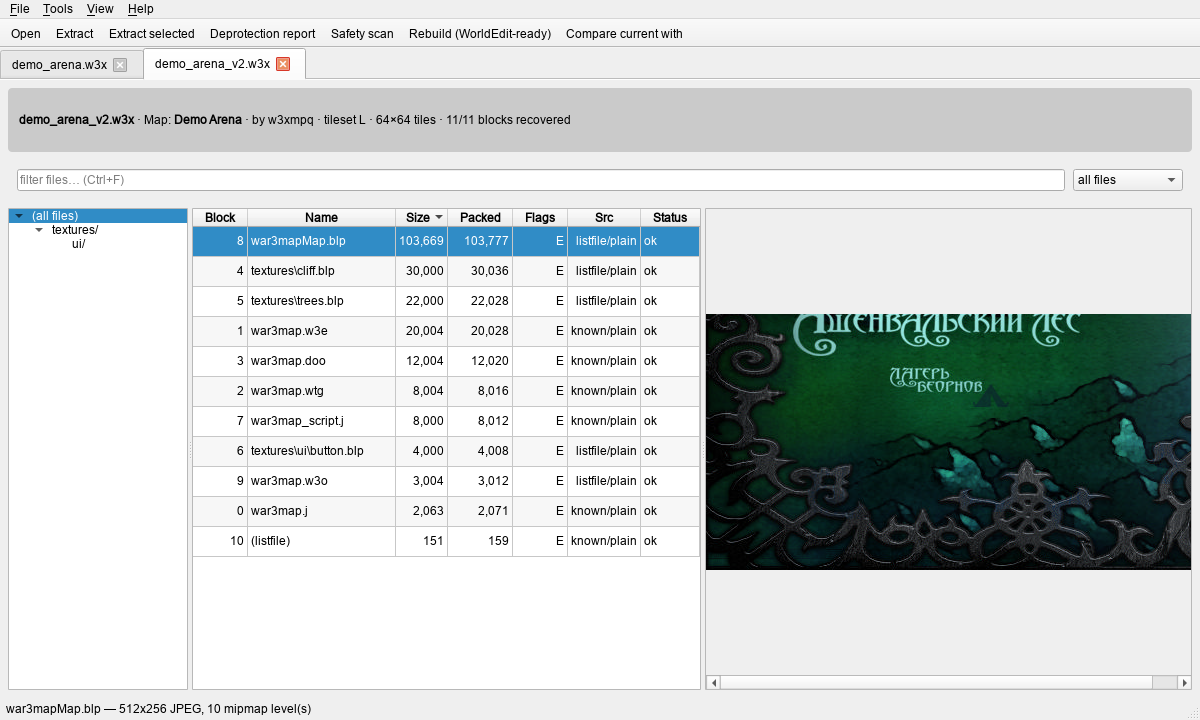 File Tools View Help
Open Extract Extract selected Deprotection report Safety scan Rebuild (WorldEdit-ready) Compare current with
demo_arena.w3x demo_arena_v2.w3x
demo_arena_v2.w3x · Map: Demo Arena · by w3xmpq · tileset L · 64×64 tiles · 11/11 blocks recovered
filter files… (Ctrl+F) all files
(all files)
textures/
ui/
Block Name Size Packed Flags Src Status
8 war3mapMap.blp 103,669 103,777 E listfile/plain ok
4 textures\cliff.blp 30,000 30,036 E listfile/plain ok
5 textures\trees.blp 22,000 22,028 E listfile/plain ok
1 war3map.w3e 20,004 20,028 E known/plain ok
3 war3map.doo 12,004 12,020 E known/plain ok
2 war3map.wtg 8,004 8,016 E known/plain ok
7 war3map_script.j 8,000 8,012 E known/plain ok
6 textures\ui\button.blp 4,000 4,008 E listfile/plain ok
9 war3map.w3o 3,004 3,012 E listfile/plain ok
0 war3map.j 2,063 2,071 E known/plain ok
10 (listfile) 151 159 E known/plain ok
Ашенвальский лес
Лагерь
Беорнов
war3mapMap.blp — 512x256 JPEG, 10 mipmap level(s)